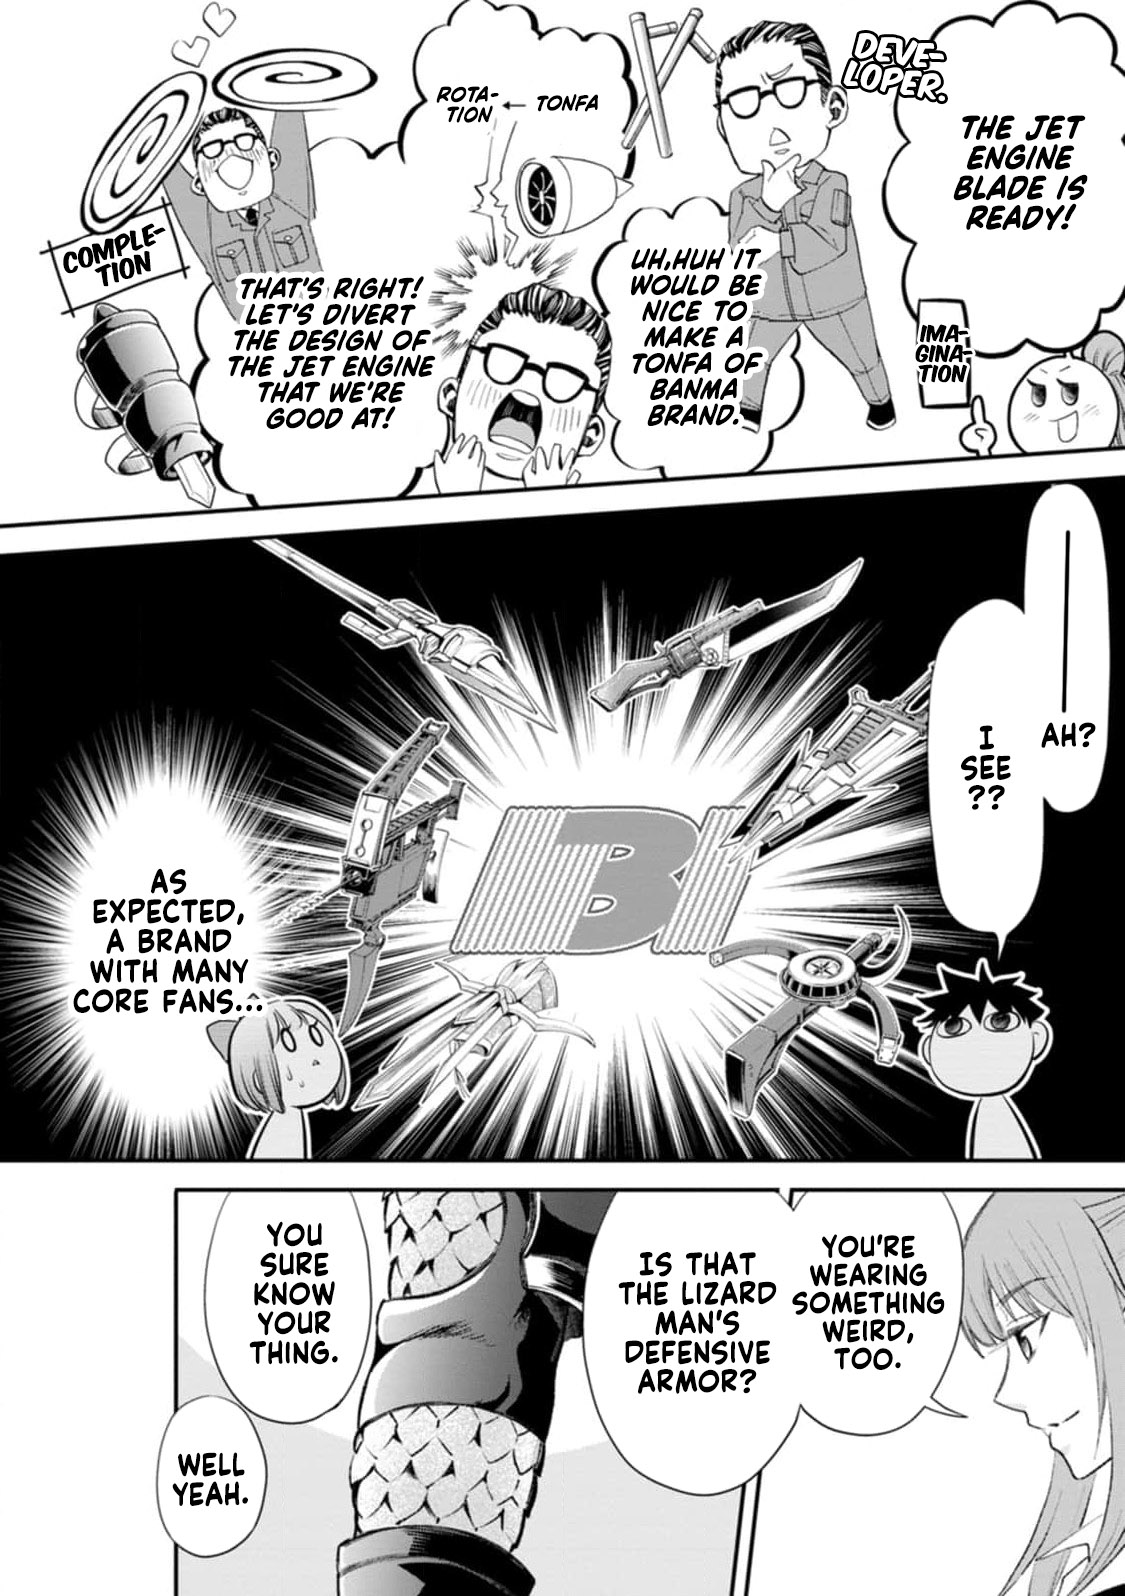 THE JET
ENGINE
BLADE IS
READY!
IMA-
GINA-
TION
DEVE-
LOPER.
UH,HUH IT
WOULD BE
NICE TO
MAKE A
TONFA OF
BANMA
BRAND.
ROTA-
TION ← TONFA
THAT'S RIGHT!
LET'S DIVERT
THE DESIGN OF
THE JET ENGINE
THAT WE'RE
GOOD AT!
COMPLE-
TION
— AH?
I
SEE
??
B
AS
EXPECTED,
A BRAND
WITH MANY
CORE FANS...
YOU'RE
WEARING
SOMETHING
WEIRD,
TOO.
IS THAT
THE LIZARD
MAN'S
DEFENSIVE
ARMOR?
YOU
SURE
KNOW
YOUR
THING.
WELL
YEAH.